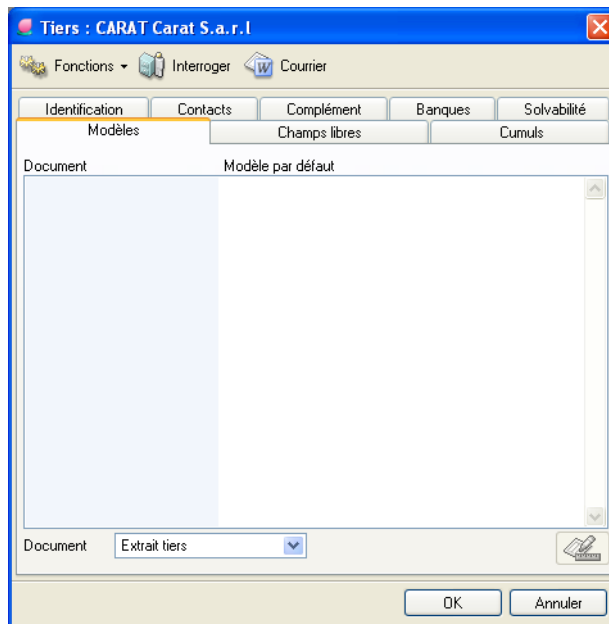 Tiers : CARAT Carat S.a.r.l
Fonctions Interroger Courrier
Identification Contacts Complément Banques Solvabilité
Modèles Champs libres Cumuls
Document Modèle par défaut
Document Extrait tiers
OK Annuler